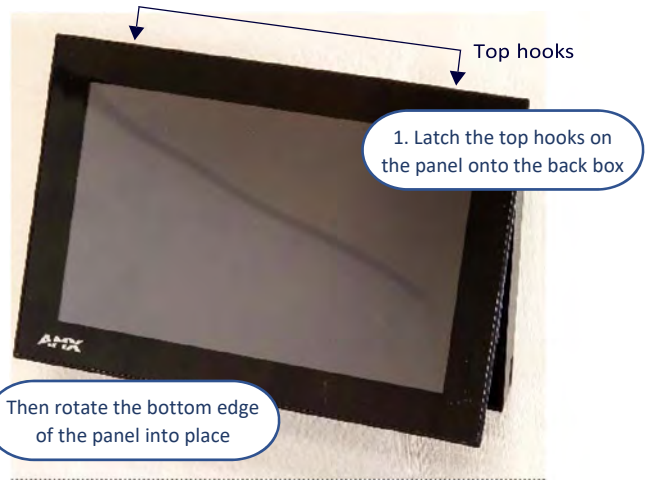 Top hooks
1. Latch the top hooks on
the panel onto the back box
AMX
Then rotate the bottom edge
of the panel into place